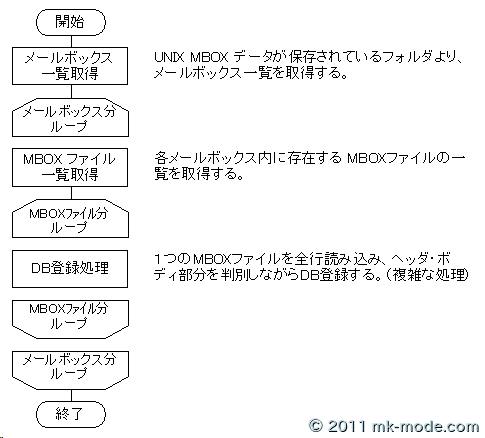 開始
メールボックス
一覧取得
UNIX MBOX データが保存されているフォルダより、
メールボックス一覧を取得する。
メールボックス分
ループ
MBOX ファイル
一覧取得
各メールボックス内に存在する MBOXファイルの一
覧を取得する。
MBOXファイル分
ループ
DB登録処理
1つのMBOXファイルを全行読み込み、ヘッダ・ボ
ディ部分を判別しながらDB登録する。（複雑な処理）
MBOXファイル分
ループ
メールボックス分
ループ
終了
© 2011 mk-mode.com